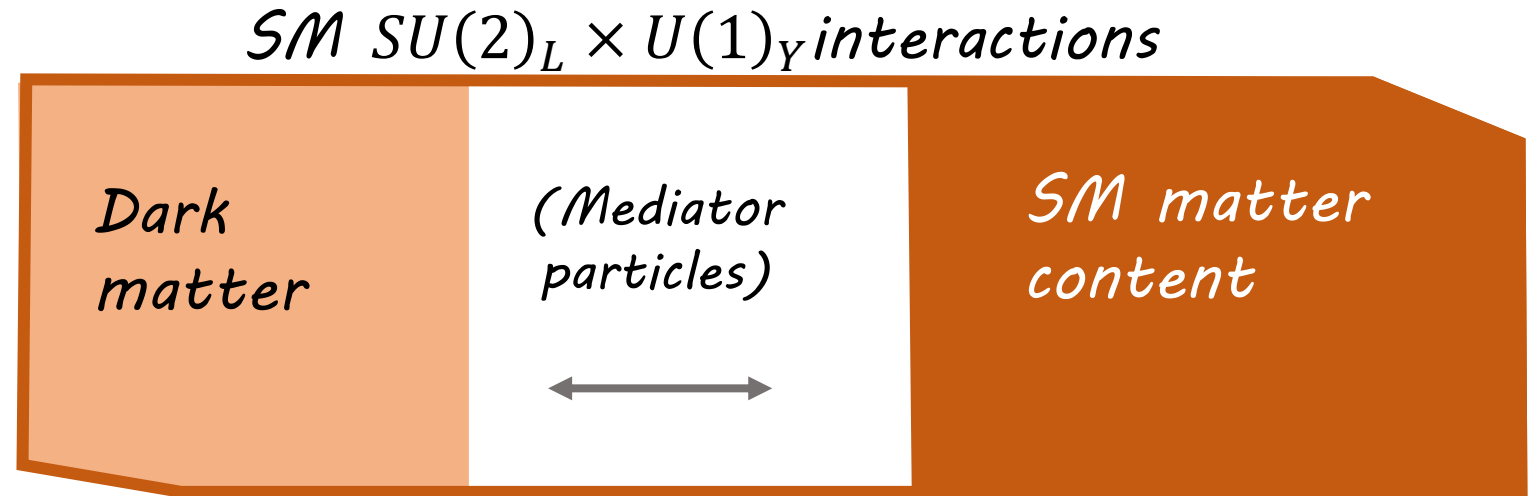 SM SU(2)_L × U(1)_Y interactions
Dark
matter
(Mediator
particles)
SM matter
content